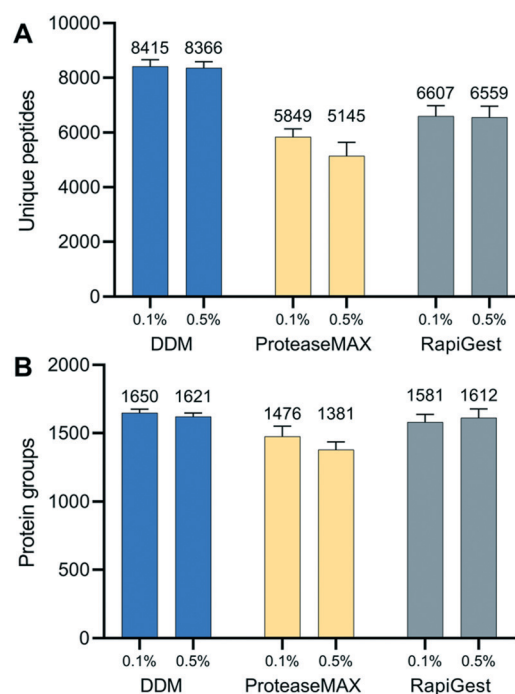 A
Unique peptides
10000
8000
6000
4000
2000
0
8415 8366
5849 5145
6607 6559
0.1% 0.5% 0.1% 0.5% 0.1% 0.5%
DDM ProteaseMAX RapiGest
B
Protein groups
2000
1500
1000
500
0
1650 1621
1476 1381
1581 1612
0.1% 0.5% 0.1% 0.5% 0.1% 0.5%
DDM ProteaseMAX RapiGest